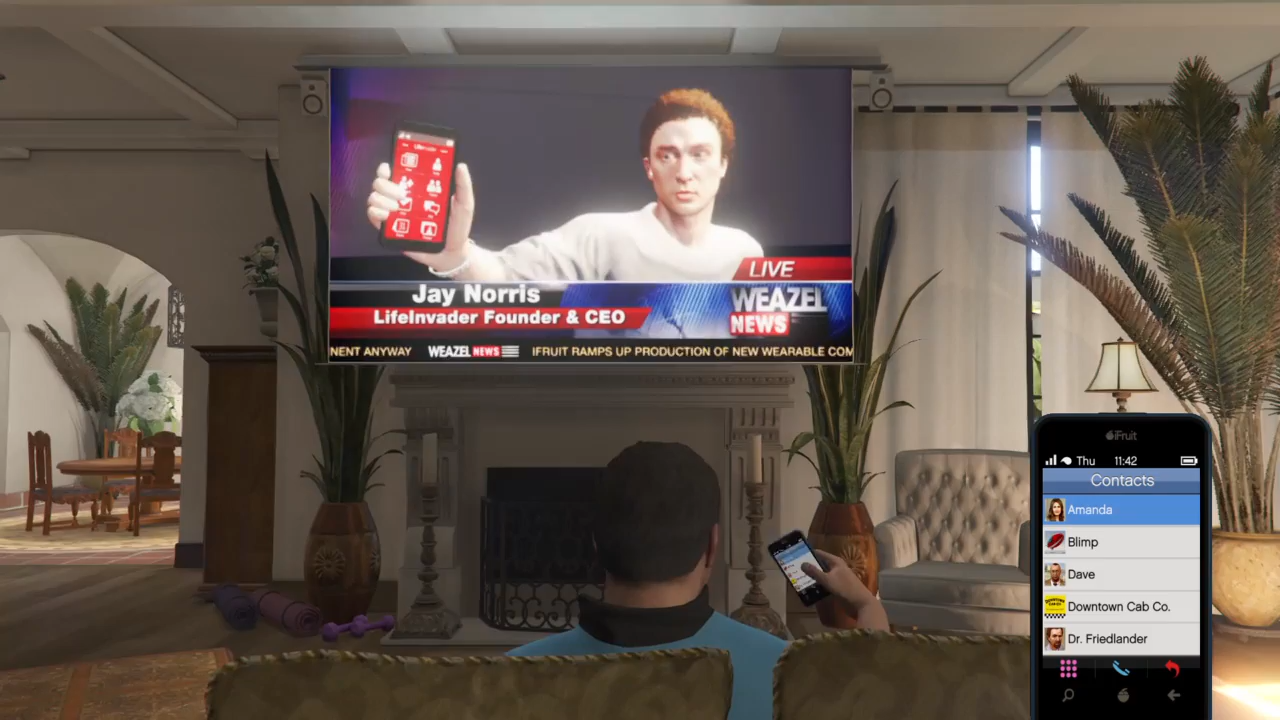 LIVE
Jay Norris
LifeInvader Founder & CEO
WEAZEL
NEWS
NENT ANYWAY WEAZEL NEWS IFRUIT RAMPS UP PRODUCTION OF NEW WEARABLE COM
iFruit
Thu 11:42
Contacts
Amanda
Blimp
Dave
Downtown Cab Co.
Dr. Friedlander